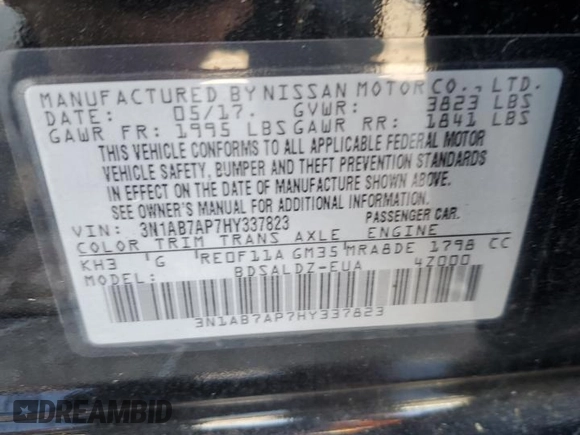 MANUFACTURED BY NISSAN MOTOR CO., LTD.
DATE: 05/17. GVWR: 3823 LBS
GAWR FR: 1995 LBS GAWR RR: 1841 LBS
THIS VEHICLE CONFORMS TO ALL APPLICABLE FEDERAL MOTOR
VEHICLE SAFETY, BUMPER AND THEFT PREVENTION STANDARDS
IN EFFECT ON THE DATE OF MANUFACTURE SHOWN ABOVE.
SEE OWNER'S MANUAL FOR ADDITIONAL INFORMATION.
VIN: 3N1AB7AP7HY337823 PASSENGER CAR.
COLOR TRIM TRANS AXLE ENGINE
KH3 G RE0F11A GM35 MRA8DE 1798 CC
MODEL: BDSALDZ-EUA 4Z000
3N1AB7AP7HY337823
DREAMBID